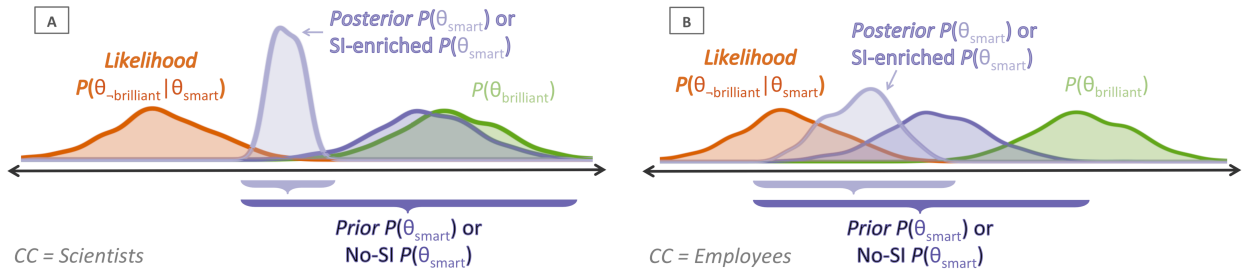 A
Posterior P(θsmart) or
SI-enriched P(θsmart)
Likelihood
P(θ¬brilliant|θsmart)
P(θbrilliant)
Prior P(θsmart) or
No-SI P(θsmart)
CC = Scientists
B
Posterior P(θsmart) or
SI-enriched P(θsmart)
Likelihood
P(θ¬brilliant|θsmart)
P(θbrilliant)
Prior P(θsmart) or
No-SI P(θsmart)
CC = Employees